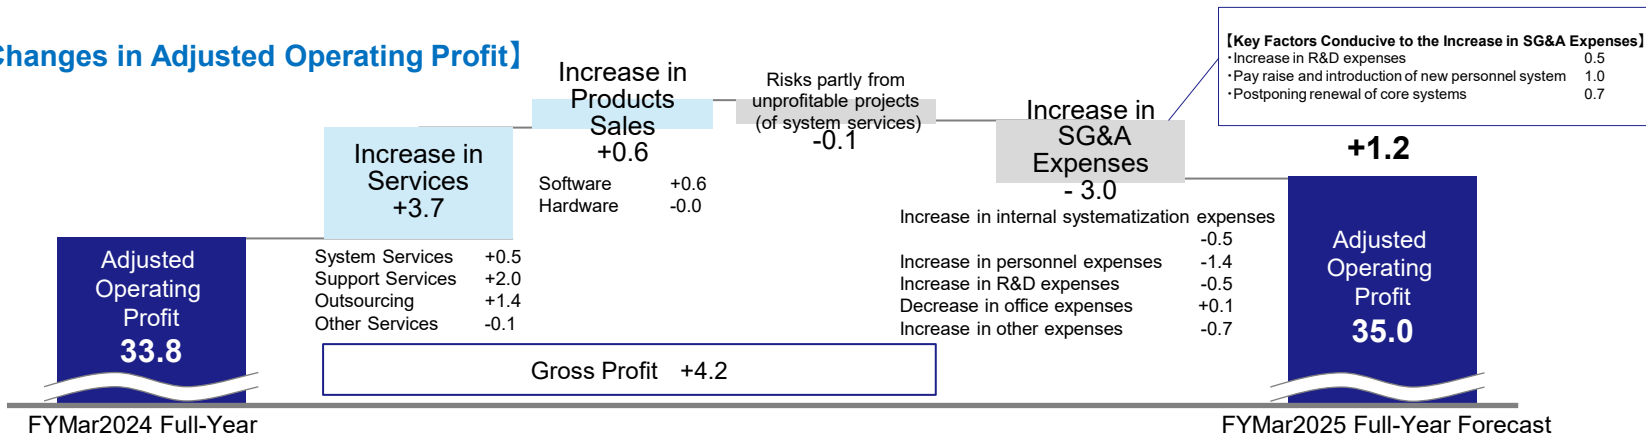 Changes in Adjusted Operating Profit】
Increase in
Products
Sales
+0.6
Software +0.6
Hardware -0.0
Risks partly from
unprofitable projects
(of system services)
-0.1
Increase in
SG&A
Expenses
- 3.0
【Key Factors Conducive to the Increase in SG&A Expenses】
・Increase in R&D expenses 0.5
・Pay raise and introduction of new personnel system 1.0
・Postponing renewal of core systems 0.7
+1.2
Increase in
Services
+3.7
System Services +0.5
Support Services +2.0
Outsourcing +1.4
Other Services -0.1
Increase in internal systematization expenses
-0.5
Increase in personnel expenses -1.4
Increase in R&D expenses -0.5
Decrease in office expenses +0.1
Increase in other expenses -0.7
Adjusted
Operating
Profit
33.8
Adjusted
Operating
Profit
35.0
Gross Profit +4.2
FYMar2024 Full-Year
FYMar2025 Full-Year Forecast